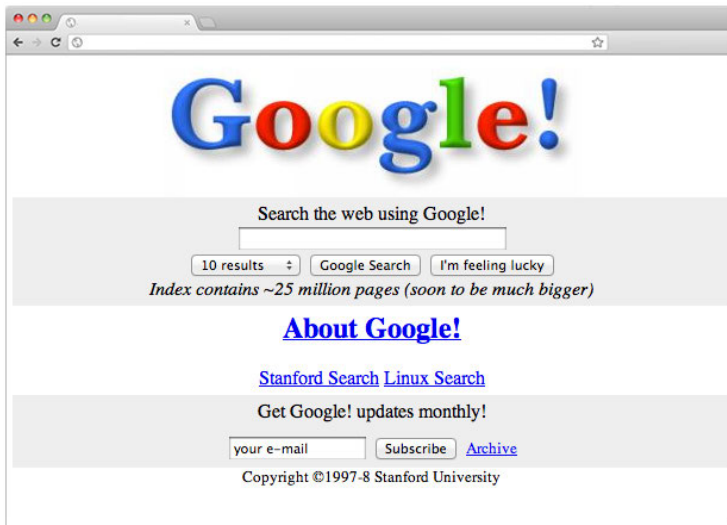 Google!
Search the web using Google!
10 results Google Search I'm feeling lucky
Index contains ~25 million pages (soon to be much bigger)
About Google!
Stanford Search Linux Search
Get Google! updates monthly!
your e-mail Subscribe Archive
Copyright ©1997-8 Stanford University